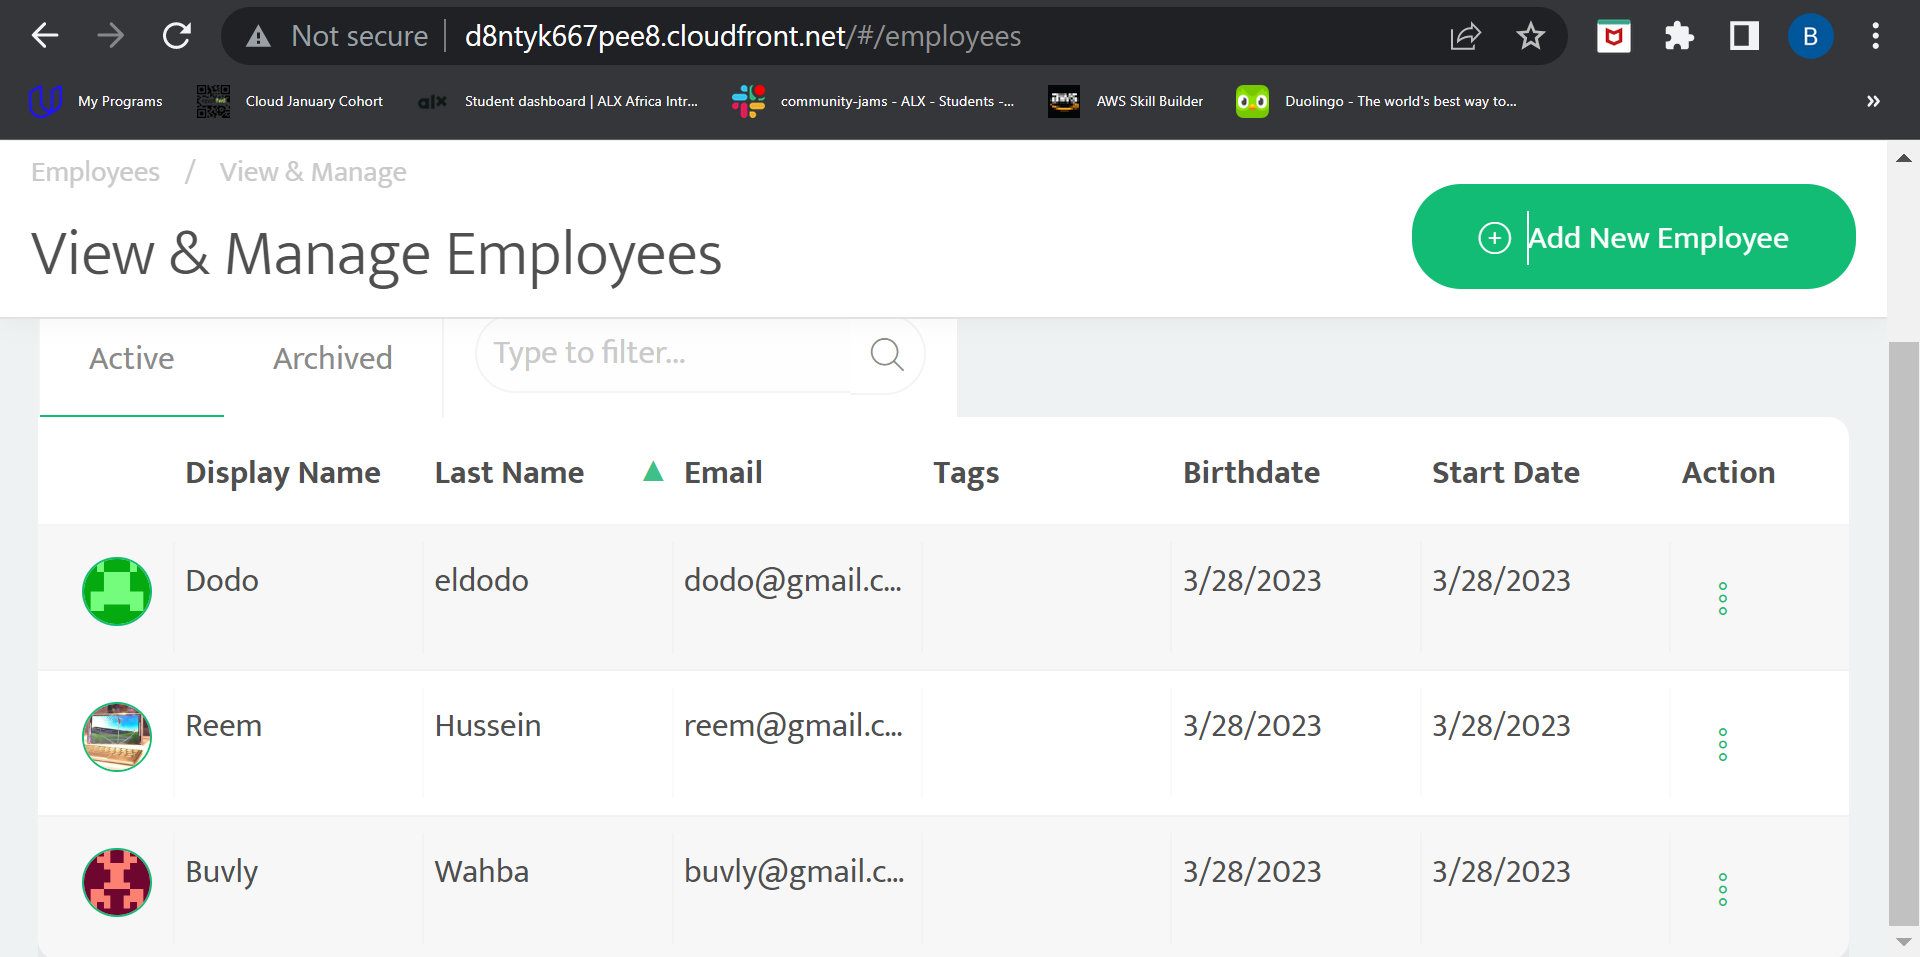 Not secure d8ntyk667pee8.cloudfront.net/#/employees B
My Programs Cloud January Cohort alx Student dashboard | ALX Africa Intr... community-jams - ALX - Students -... AWS Skill Builder Duolingo - The world's best way to... »
Employees / View & Manage
View & Manage Employees
Add New Employee
Active Archived Type to filter...
Display Name Last Name Email Tags Birthdate Start Date Action
Dodo eldodo dodo@gmail.c... 3/28/2023 3/28/2023
Reem Hussein reem@gmail.c... 3/28/2023 3/28/2023
Buvly Wahba buvly@gmail.c... 3/28/2023 3/28/2023